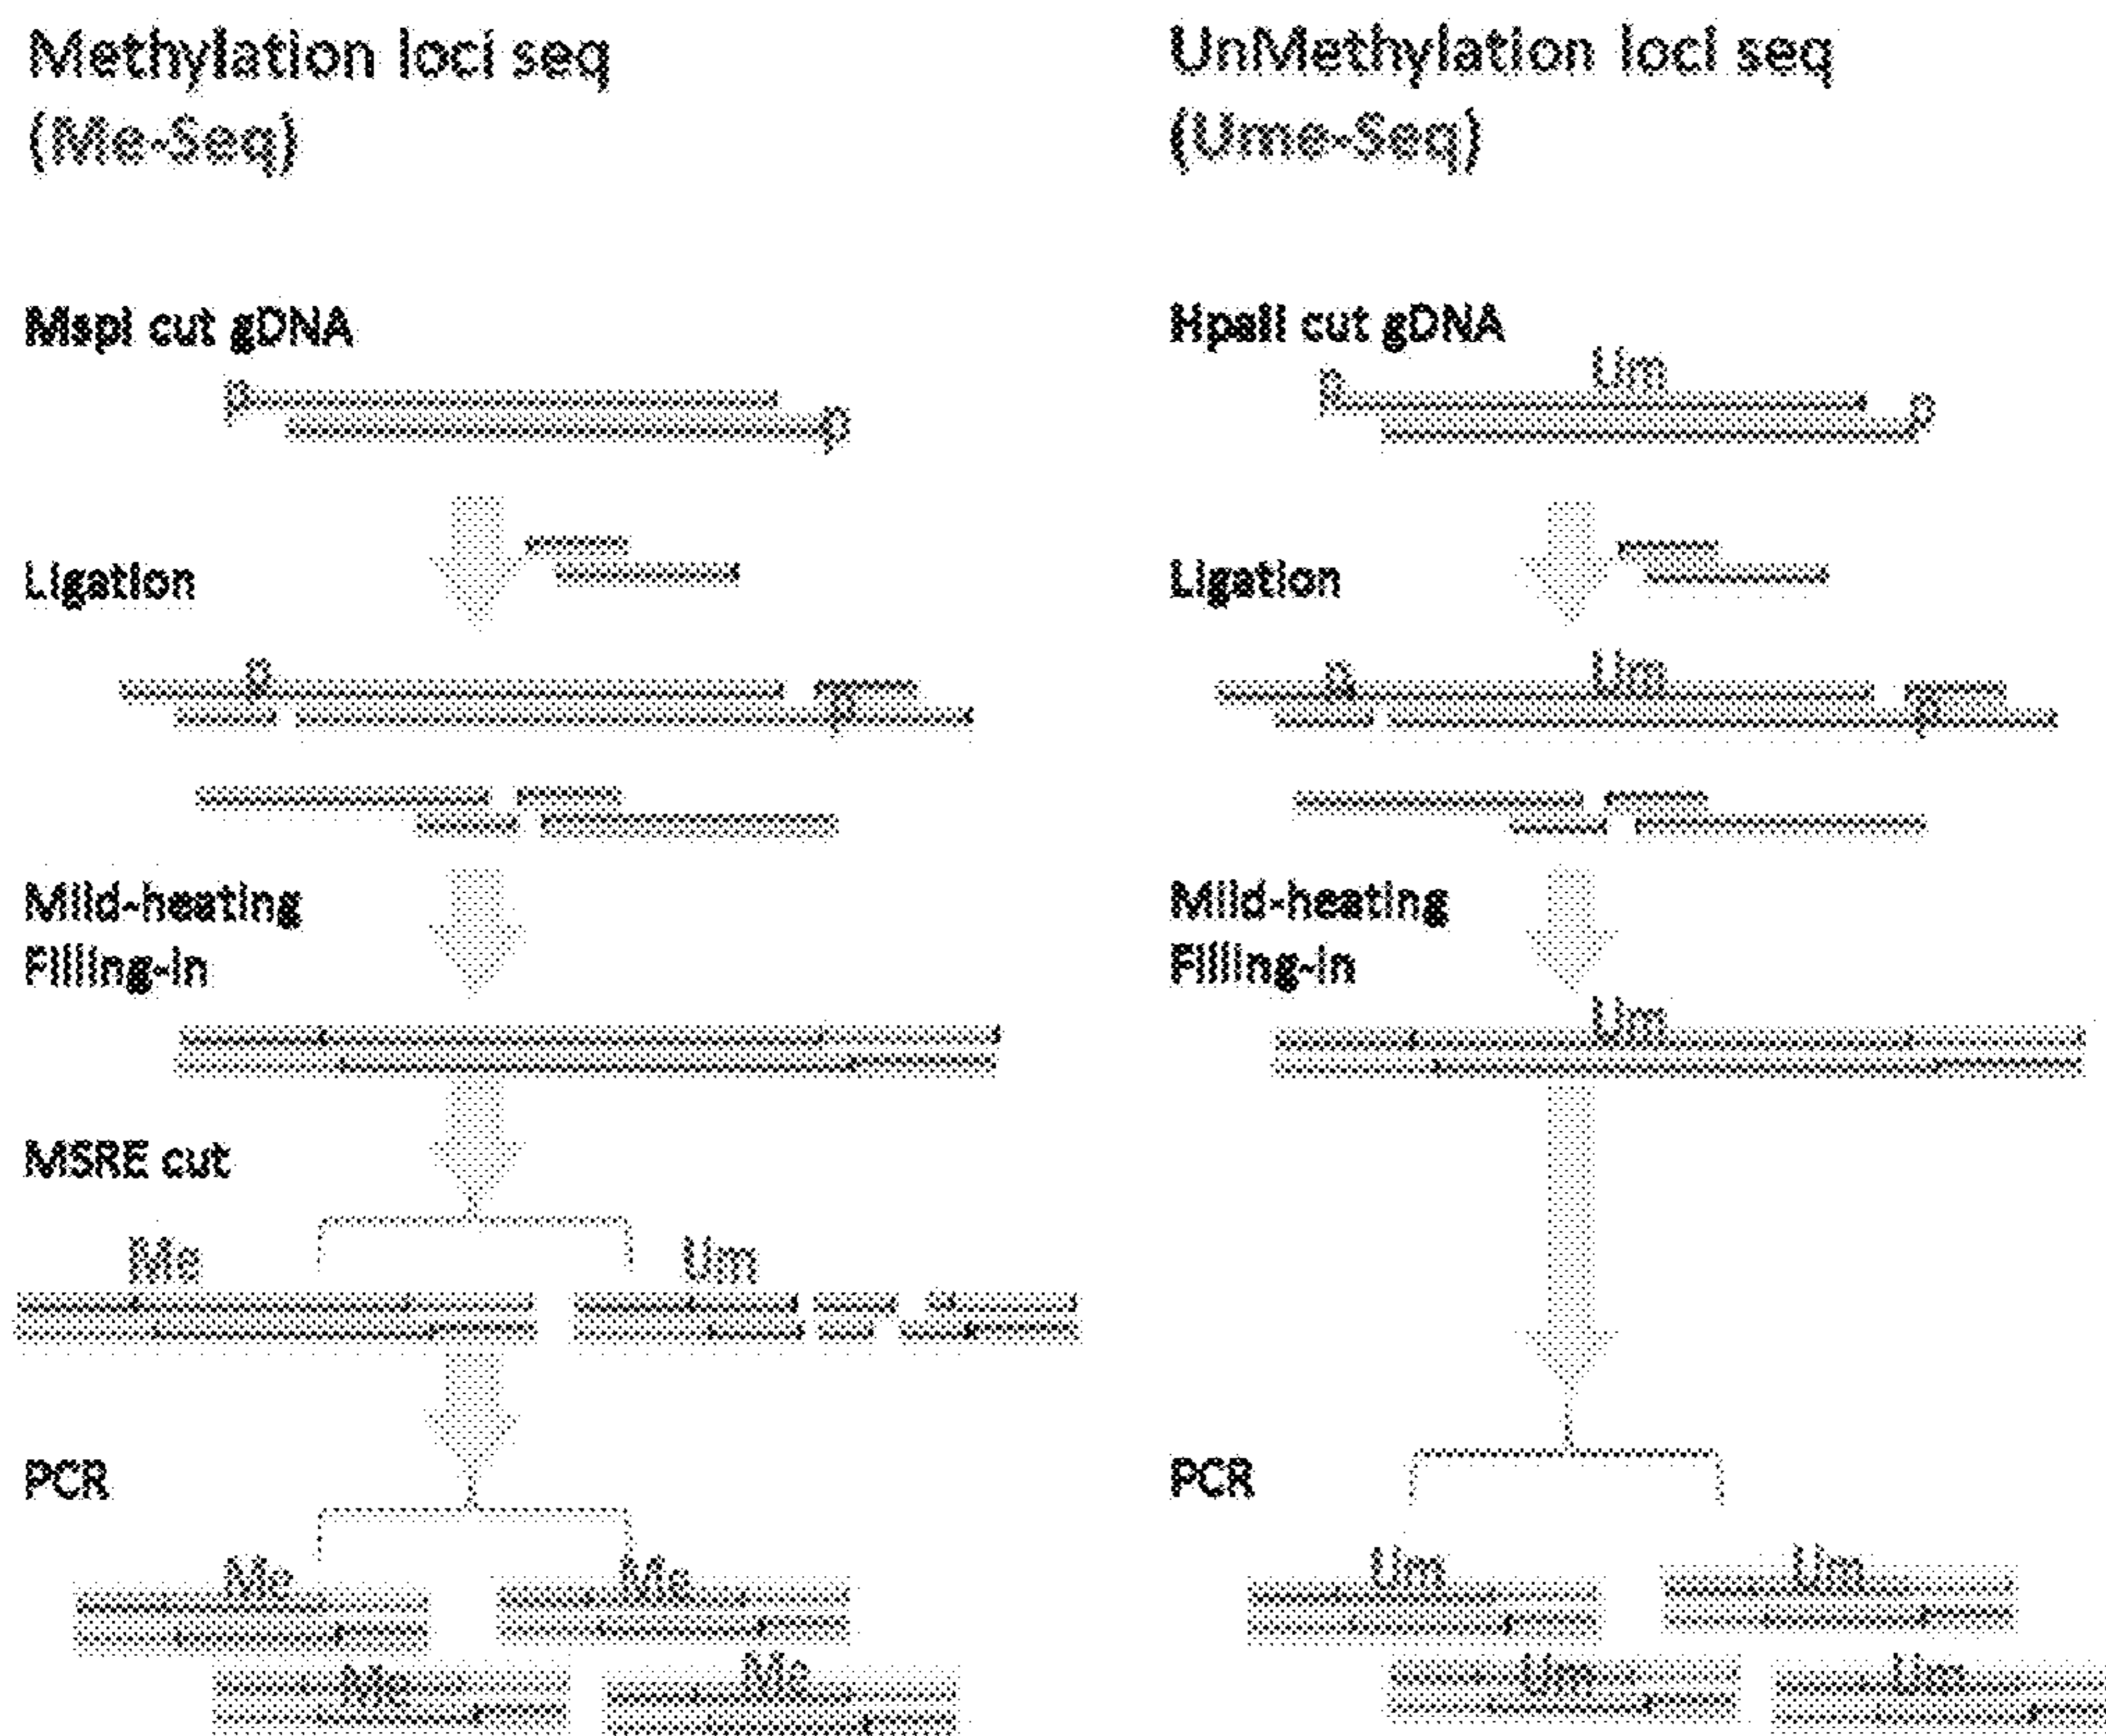 Methylation loci seq
(Me-Seq)
MspI cut gDNA
P
P
Ligation
P
P
Mild-heating
Filling-in
MSRE cut
Me
Um
PCR
Me
Me
Me
Me
UnMethylation loci seq
(Ume-Seq)
HpaII cut gDNA
Um
P
P
Ligation
P
Um
P
Mild-heating
Filling-in
Um
PCR
Um
Um
Um
Um